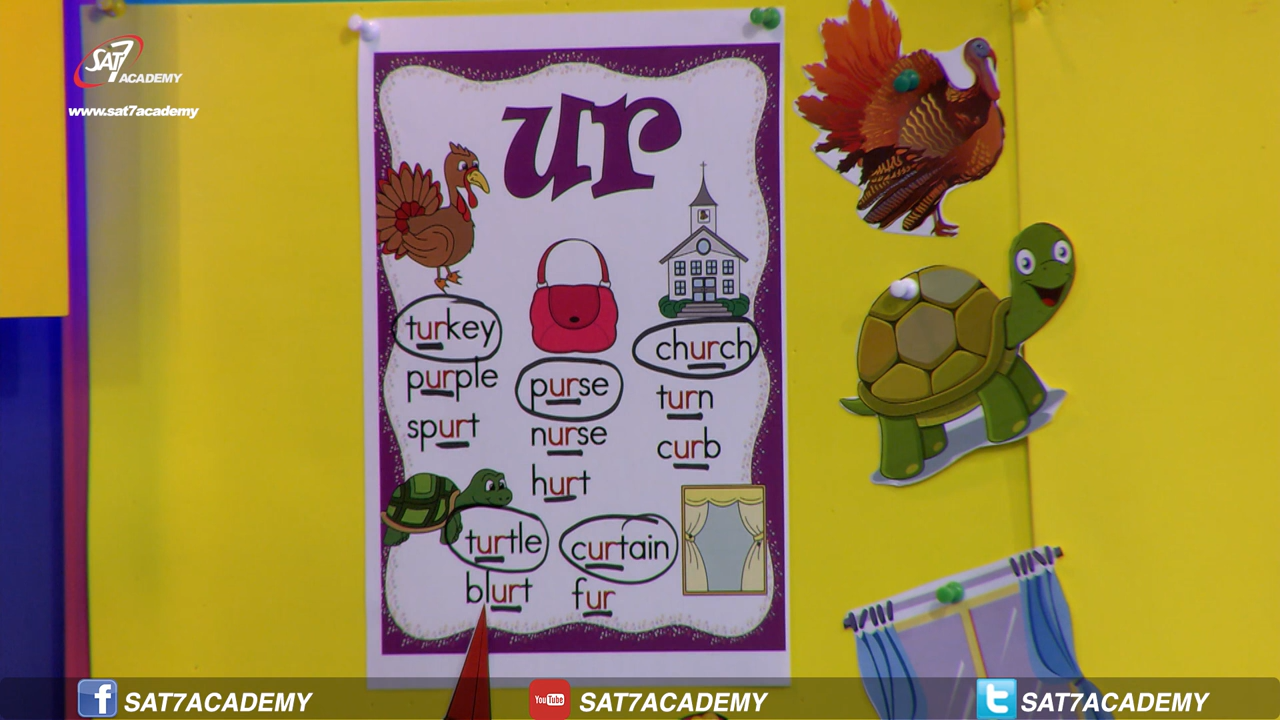 SAT7
ACADEMY
www.sat7academy
ur
turkey
purple
spurt
purse
nurse
hurt
church
turn
curb
turtle
blurt
curtain
fur
f SAT7ACADEMY
YouTube SAT7ACADEMY
SAT7ACADEMY